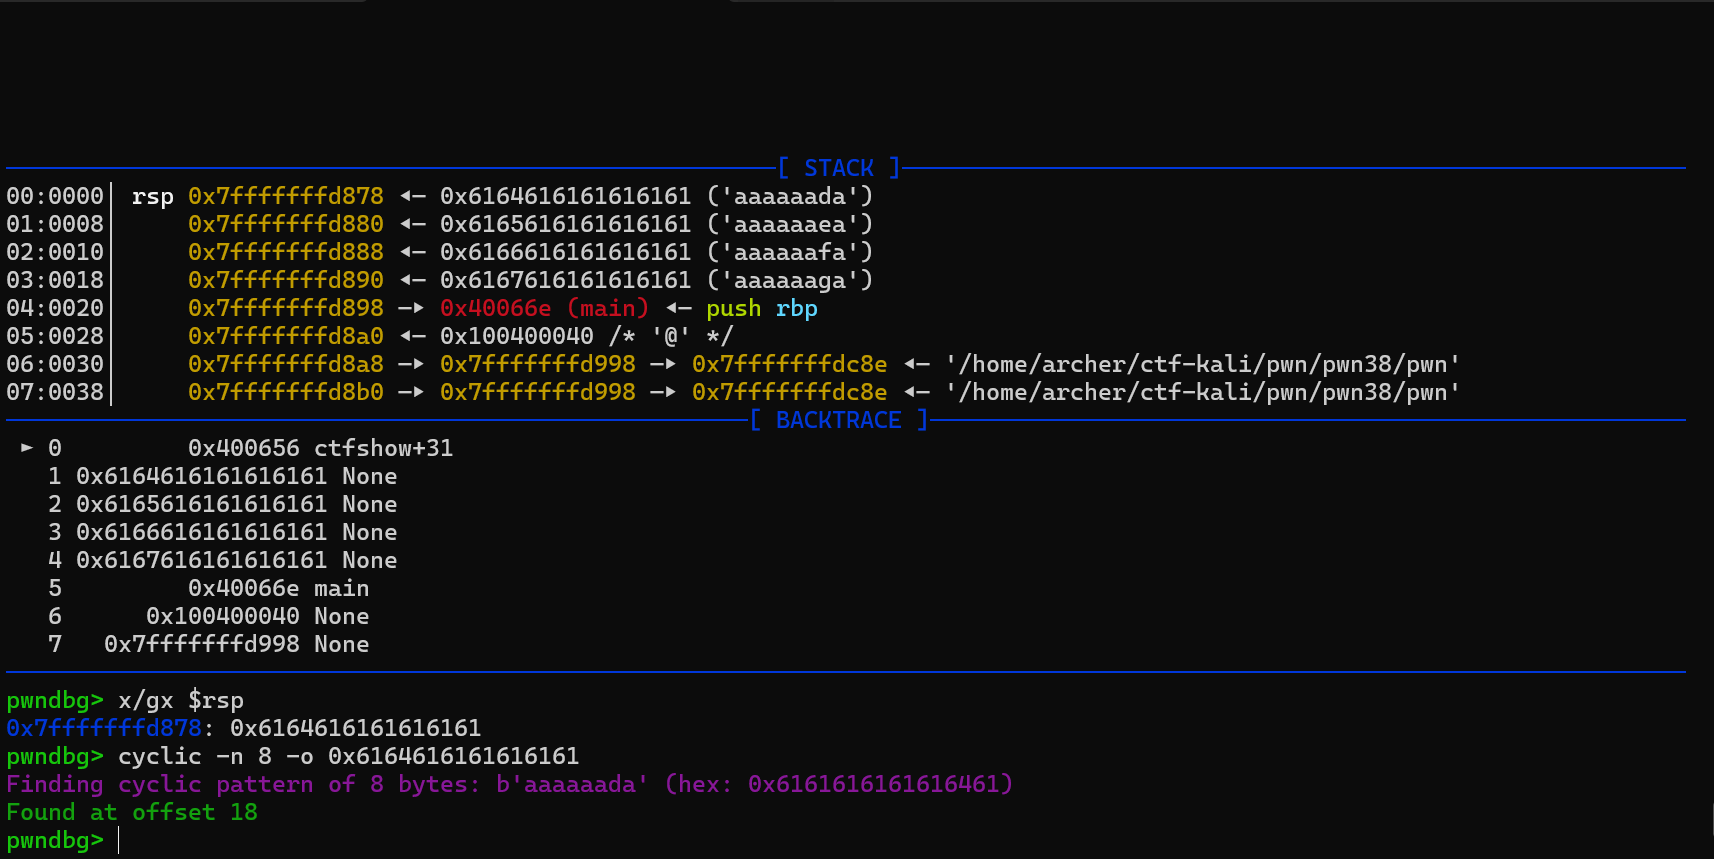 [ STACK ]
00:0000│ rsp 0x7fffffffd878 ◂— 0x6164616161616161 ('aaaaaada')
01:0008│     0x7fffffffd880 ◂— 0x6165616161616161 ('aaaaaaea')
02:0010│     0x7fffffffd888 ◂— 0x6166616161616161 ('aaaaaafa')
03:0018│     0x7fffffffd890 ◂— 0x6167616161616161 ('aaaaaaga')
04:0020│     0x7fffffffd898 —▸ 0x40066e (main) ◂— push rbp
05:0028│     0x7fffffffd8a0 ◂— 0x100400040 /* '@' */
06:0030│     0x7fffffffd8a8 —▸ 0x7fffffffd998 —▸ 0x7fffffffdc8e ◂— '/home/archer/ctf-kali/pwn/pwn38/pwn'
07:0038│     0x7fffffffd8b0 —▸ 0x7fffffffd998 —▸ 0x7fffffffdc8e ◂— '/home/archer/ctf-kali/pwn/pwn38/pwn'
[ BACKTRACE ]
► 0         0x400656 ctfshow+31
1 0x6164616161616161 None
2 0x6165616161616161 None
3 0x6166616161616161 None
4 0x6167616161616161 None
5         0x40066e main
6      0x100400040 None
7   0x7fffffffd998 None
pwndbg> x/gx $rsp
0x7fffffffd878: 0x6164616161616161
pwndbg> cyclic -n 8 -o 0x6164616161616161
Finding cyclic pattern of 8 bytes: b'aaaaaada' (hex: 0x6161616161616461)
Found at offset 18
pwndbg>